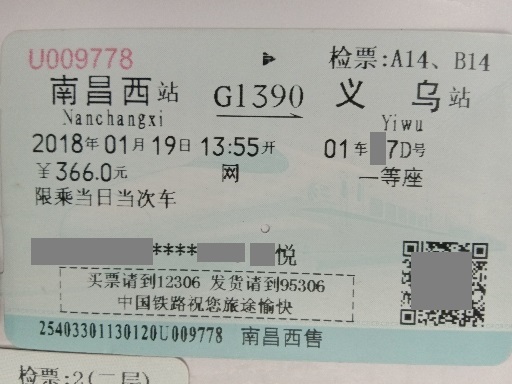 U009778
检票:A14、B14
南昌西站 G1390 义乌站
Nanchangxi Yiwu
2018年01月19日13:55开 01车 7D号
¥366.0元 网 一等座
限乘当日当次车
**** 悦
买票请到12306 发货请到95306
中国铁路祝您旅途愉快
25403301130120U009778 南昌西售
检票:2(二层)